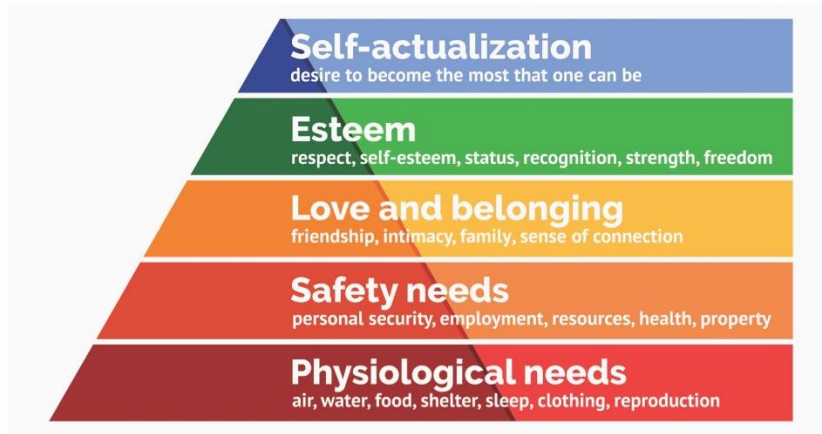 Self-actualization
desire to become the most that one can be
Esteem
respect, self-esteem, status, recognition, strength, freedom
Love and belonging
friendship, intimacy, family, sense of connection
Safety needs
personal security, employment, resources, health, property
Physiological needs
air, water, food, shelter, sleep, clothing, reproduction